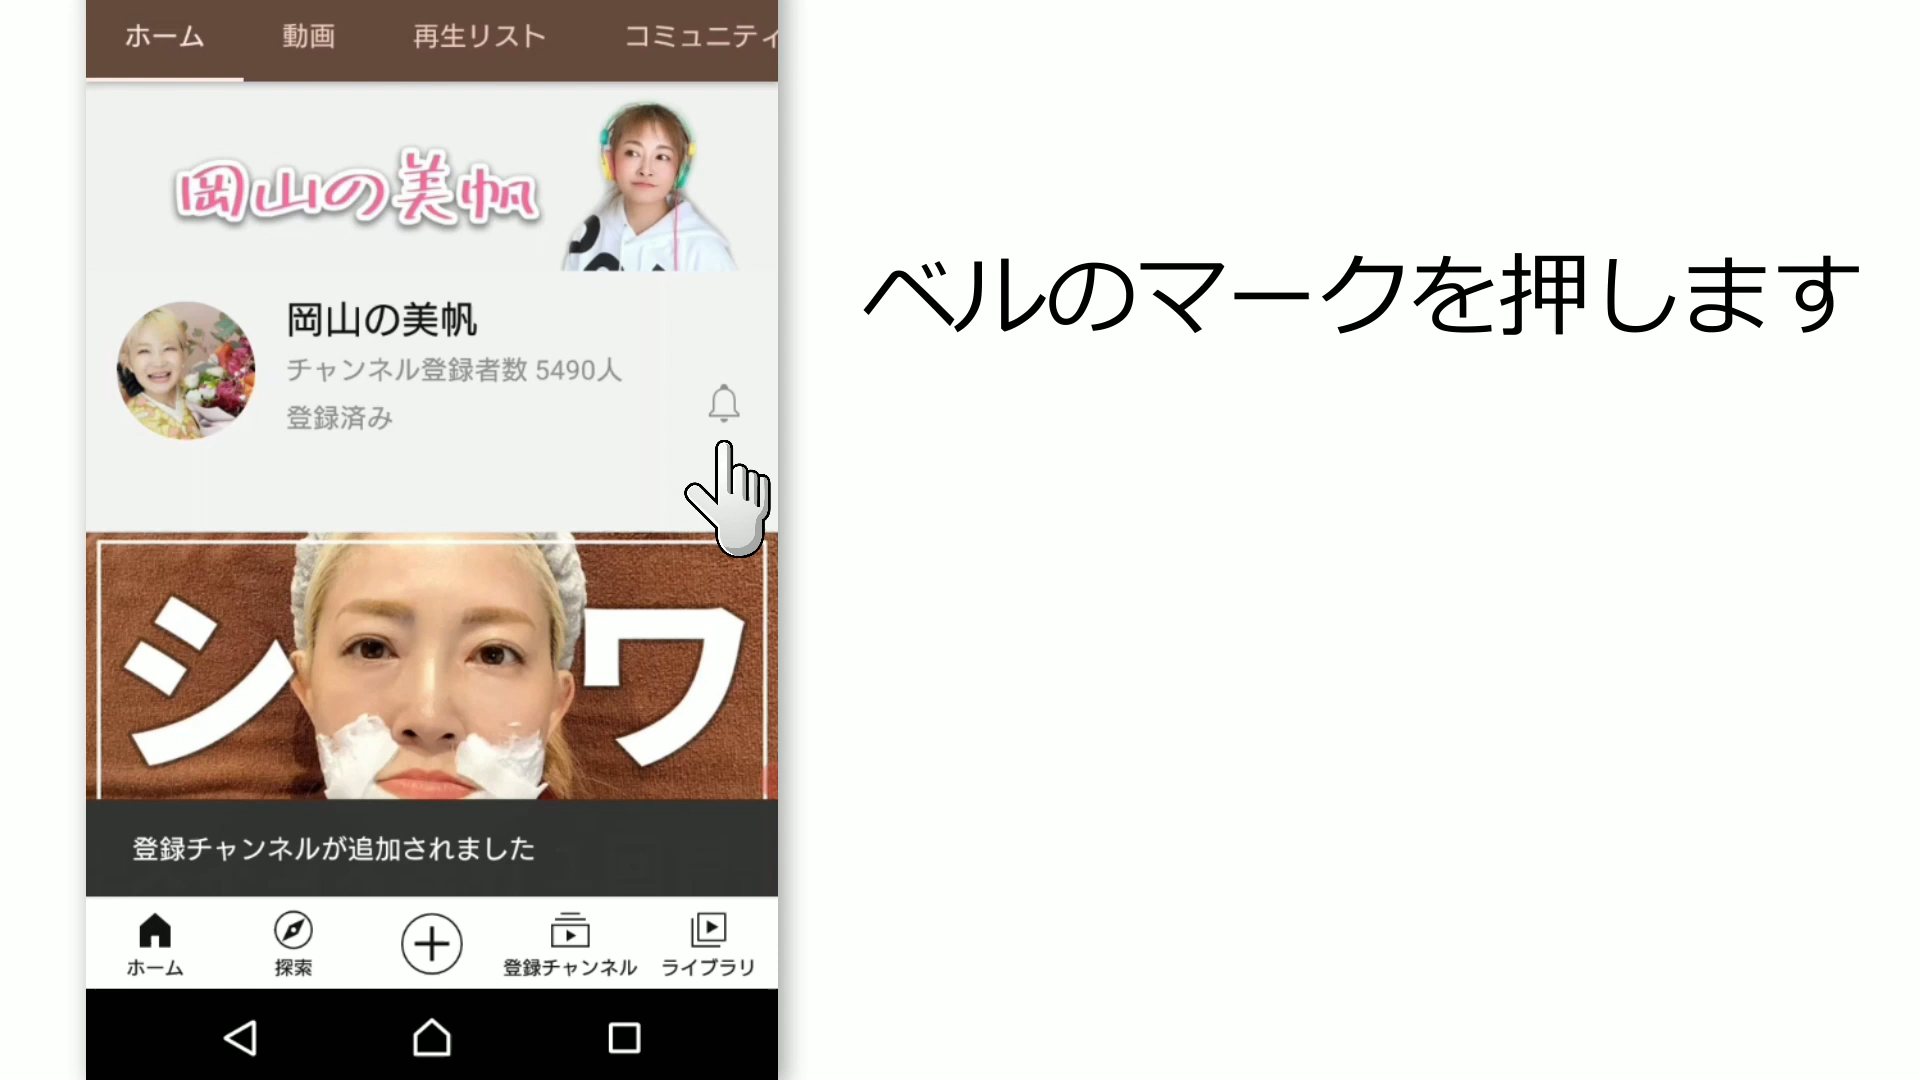 ホーム 動画 再生リスト コミュニティ
岡山の美帆
岡山の美帆
チャンネル登録者数 5490人
登録済み
ベルのマークを押します
シワ
登録チャンネルが追加されました
ホーム 探索 登録チャンネル ライブラリ